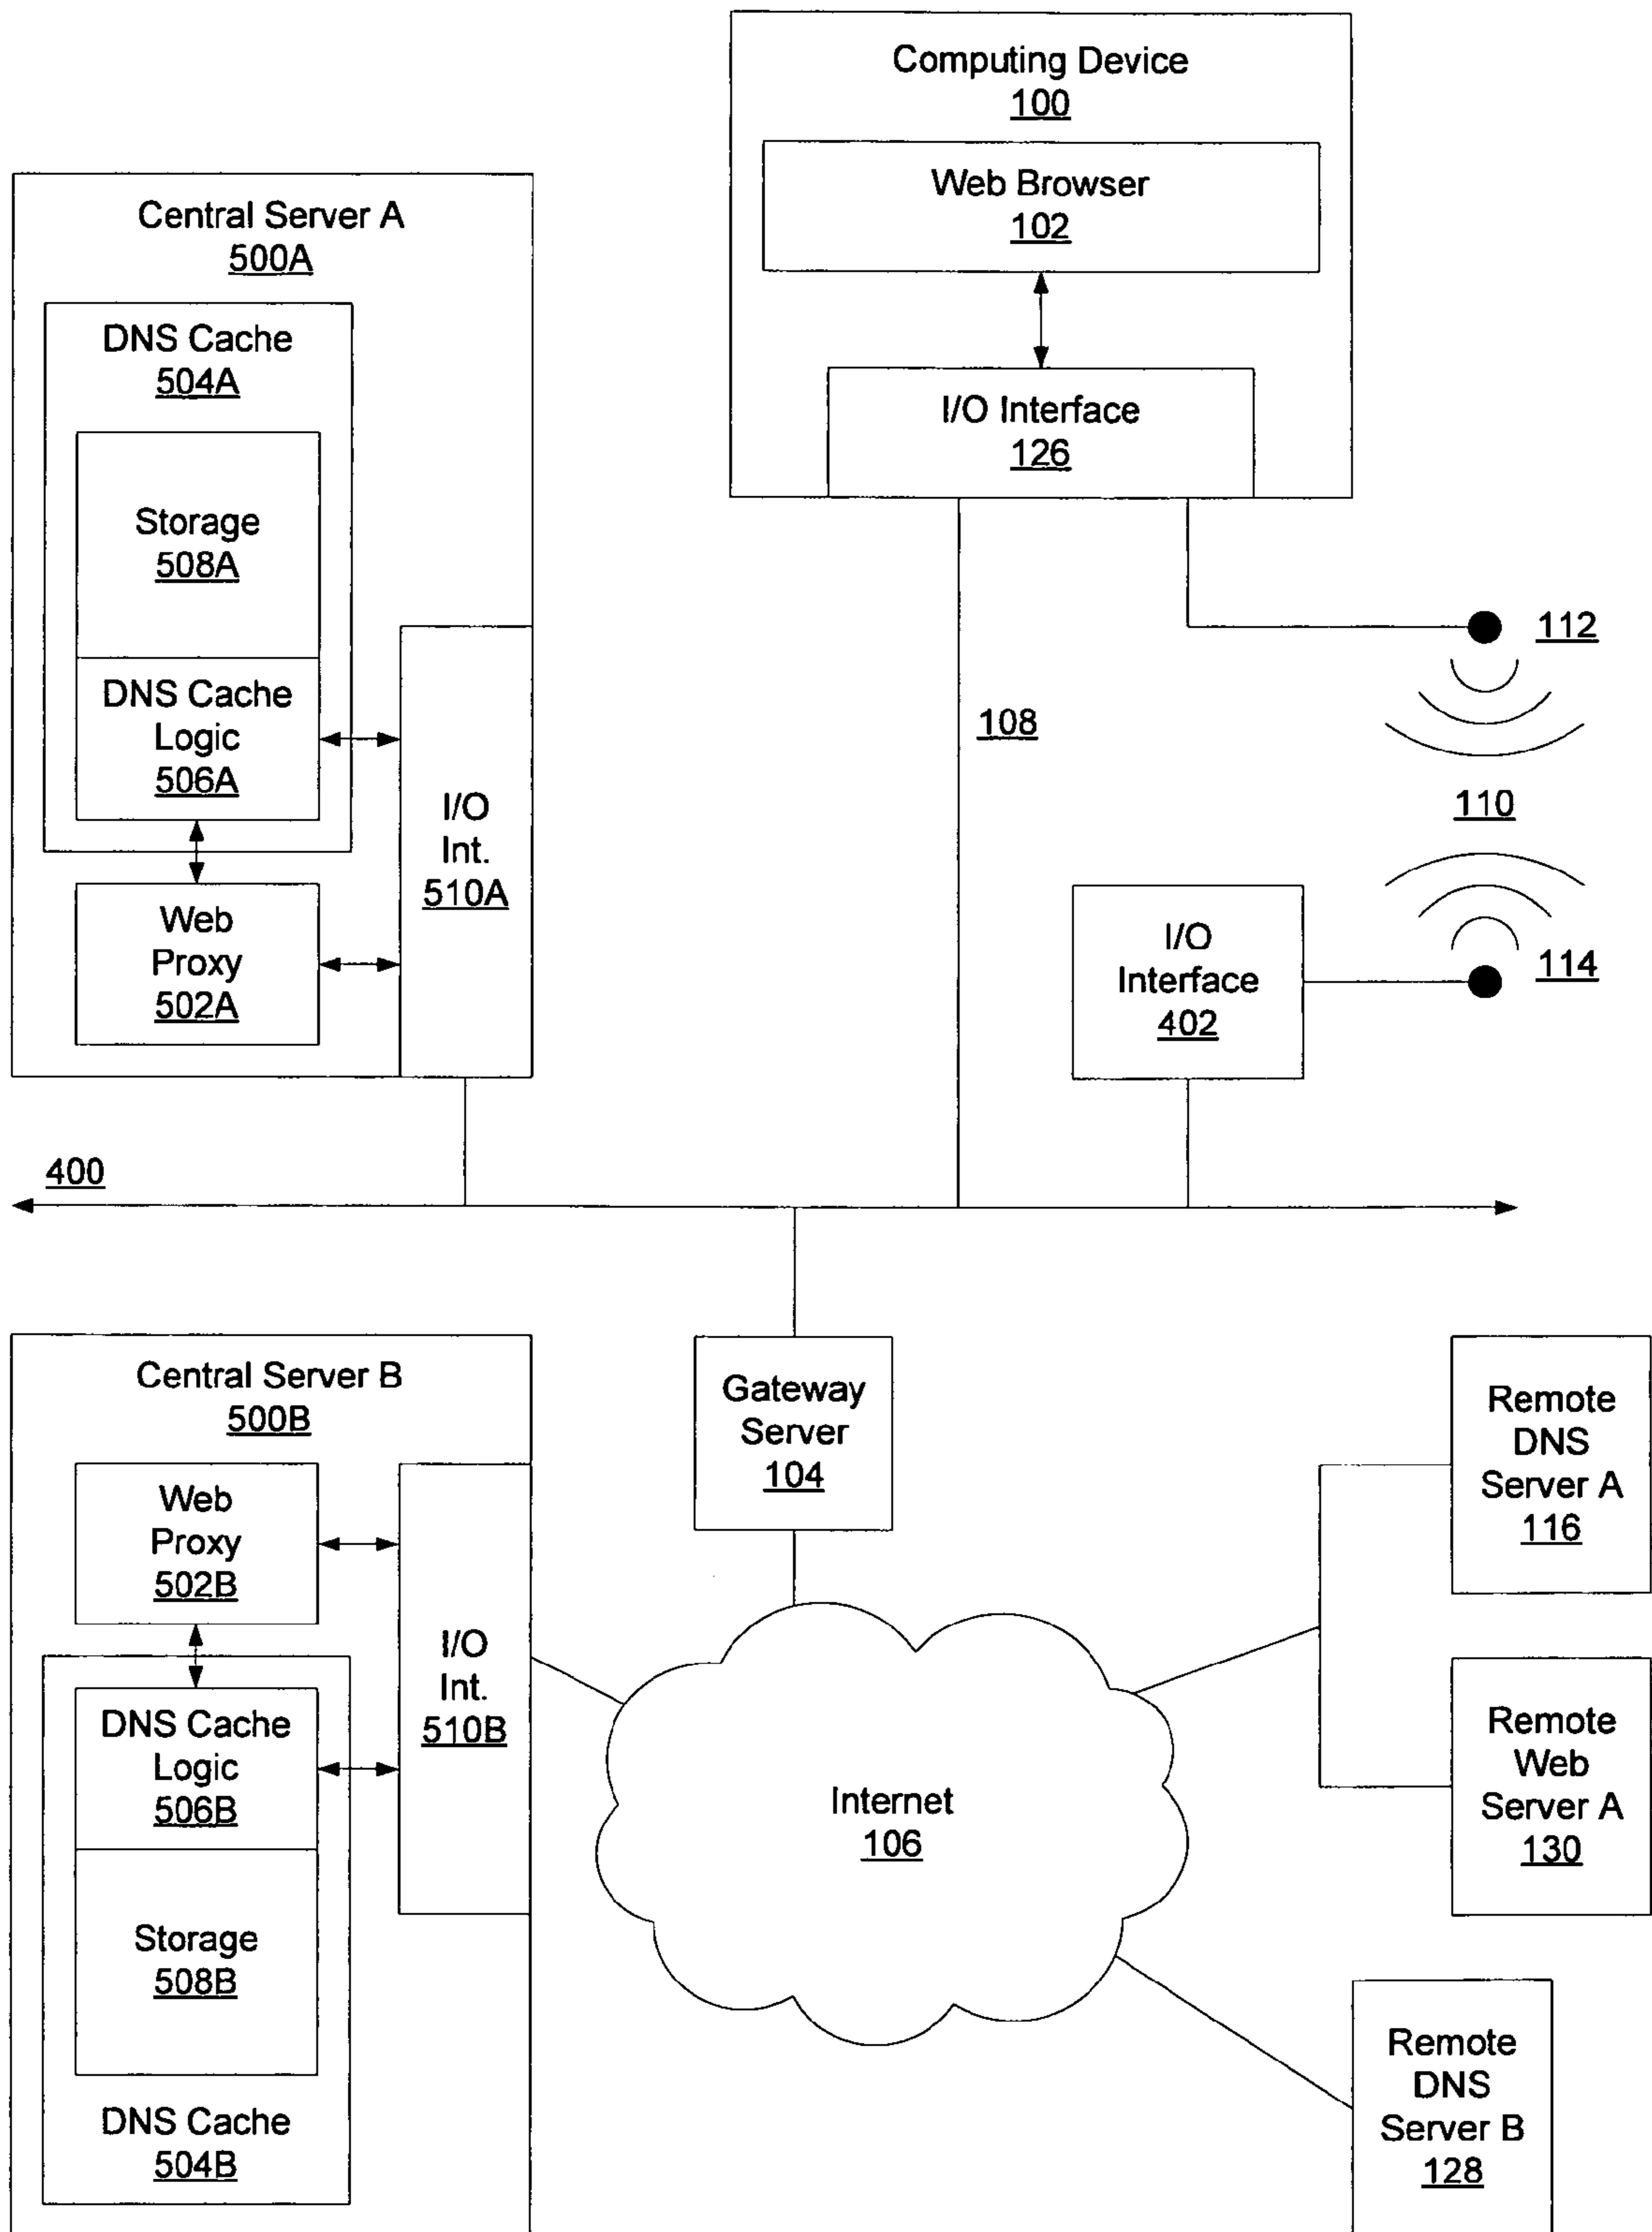 Computing Device
100
Web Browser
102
I/O Interface
126
Central Server A
500A
DNS Cache
504A
Storage
508A
DNS Cache
Logic
506A
Web
Proxy
502A
I/O
Int.
510A
108
112
110
114
I/O
Interface
402
400
Gateway
Server
104
Central Server B
500B
Web
Proxy
502B
DNS Cache
Logic
506B
Storage
508B
DNS Cache
504B
I/O
Int.
510B
Internet
106
Remote
DNS
Server A
116
Remote
Web
Server A
130
Remote
DNS
Server B
128